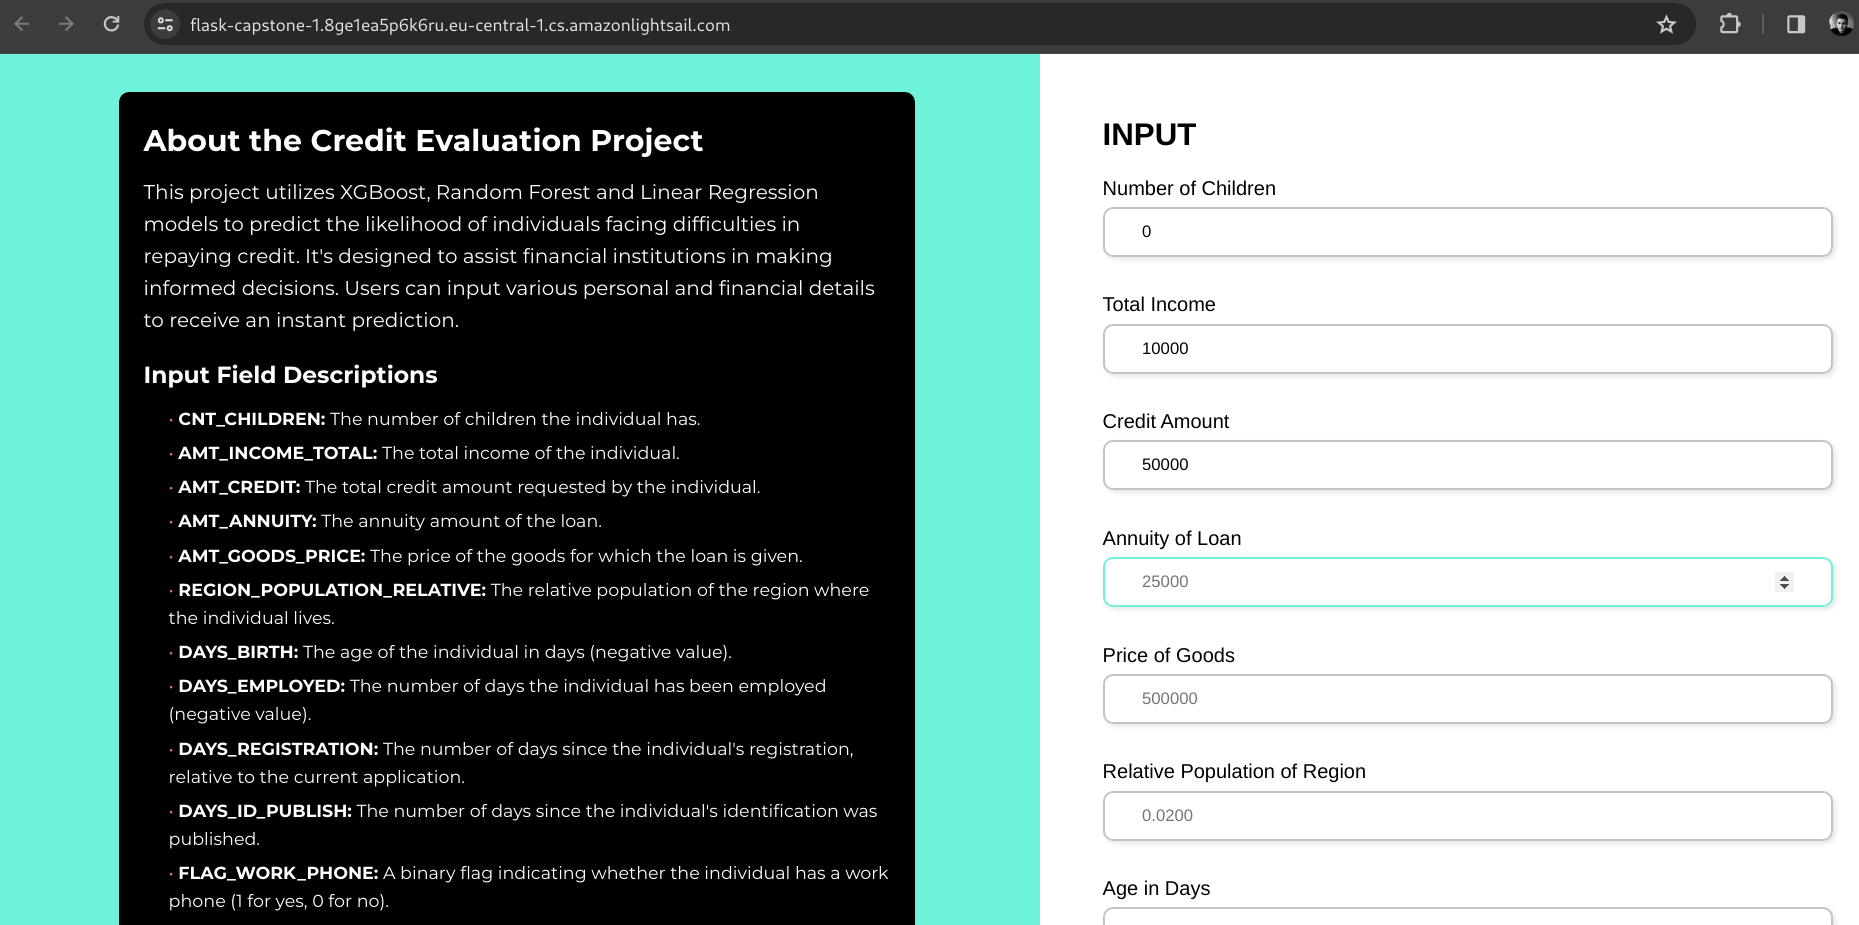 flask-capstone-1.8ge1ea5p6k6ru.eu-central-1.cs.amazonlightsail.com
About the Credit Evaluation Project
This project utilizes XGBoost, Random Forest and Linear Regression
models to predict the likelihood of individuals facing difficulties in
repaying credit. It's designed to assist financial institutions in making
informed decisions. Users can input various personal and financial details
to receive an instant prediction.
Input Field Descriptions
· CNT_CHILDREN: The number of children the individual has.
· AMT_INCOME_TOTAL: The total income of the individual.
· AMT_CREDIT: The total credit amount requested by the individual.
· AMT_ANNUITY: The annuity amount of the loan.
· AMT_GOODS_PRICE: The price of the goods for which the loan is given.
· REGION_POPULATION_RELATIVE: The relative population of the region where
the individual lives.
· DAYS_BIRTH: The age of the individual in days (negative value).
· DAYS_EMPLOYED: The number of days the individual has been employed
(negative value).
· DAYS_REGISTRATION: The number of days since the individual's registration,
relative to the current application.
· DAYS_ID_PUBLISH: The number of days since the individual's identification was
published.
· FLAG_WORK_PHONE: A binary flag indicating whether the individual has a work
phone (1 for yes, 0 for no).
INPUT
Number of Children
0
Total Income
10000
Credit Amount
50000
Annuity of Loan
25000
Price of Goods
500000
Relative Population of Region
0.0200
Age in Days